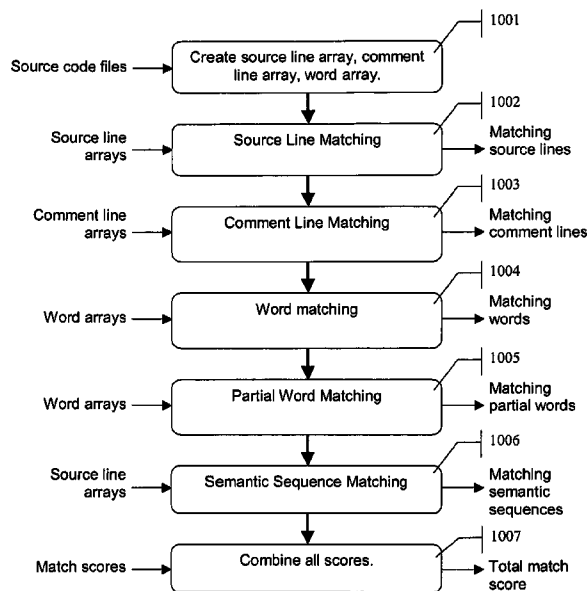 1001
Source code files
Create source line array, comment
line array, word array.
1002
Source line
arrays
Source Line Matching
Matching
source lines
1003
Comment line
arrays
Comment Line Matching
Matching
comment lines
1004
Word arrays
Word matching
Matching
words
1005
Word arrays
Partial Word Matching
Matching
partial words
1006
Source line
arrays
Semantic Sequence Matching
Matching
semantic
sequences
1007
Match scores
Combine all scores.
Total match
score